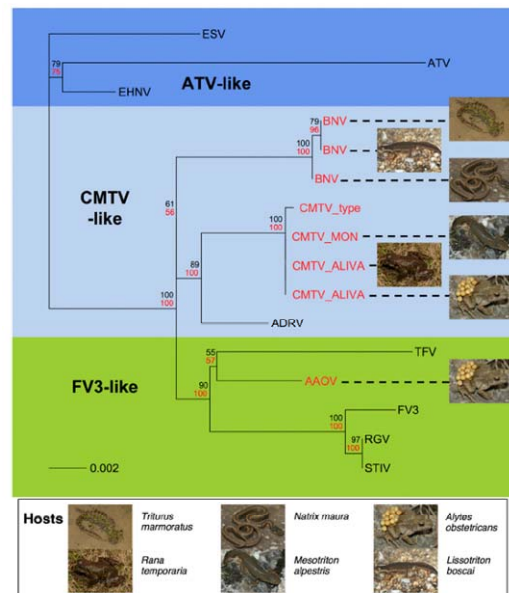 ESV
79
75
ATV
EHNV
ATV-like
79
96
BNV
100
100
BNV
BNV
CMTV
-like
61
56
CMTV_type
100
100
CMTV_MON
89
100
CMTV_ALIVA
CMTV_ALIVA
100
100
ADRV
FV3-like
55
57
TFV
90
100
AAOV
100
100
FV3
97
100
RGV
STIV
0.002
Hosts
Triturus
marmoratus
Natrix maura
Alytes
obstetricans
Rana
temporaria
Mesotriton
alpestris
Lissotriton
boscai